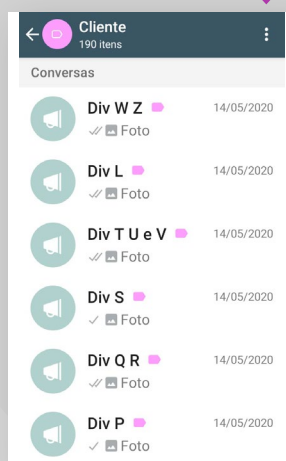 Cliente
190 itens
Conversas
Div W Z 14/05/2020
Foto
Div L 14/05/2020
Foto
Div T U e V 14/05/2020
Foto
Div S 14/05/2020
Foto
Div Q R 14/05/2020
Foto
Div P 14/05/2020
Foto